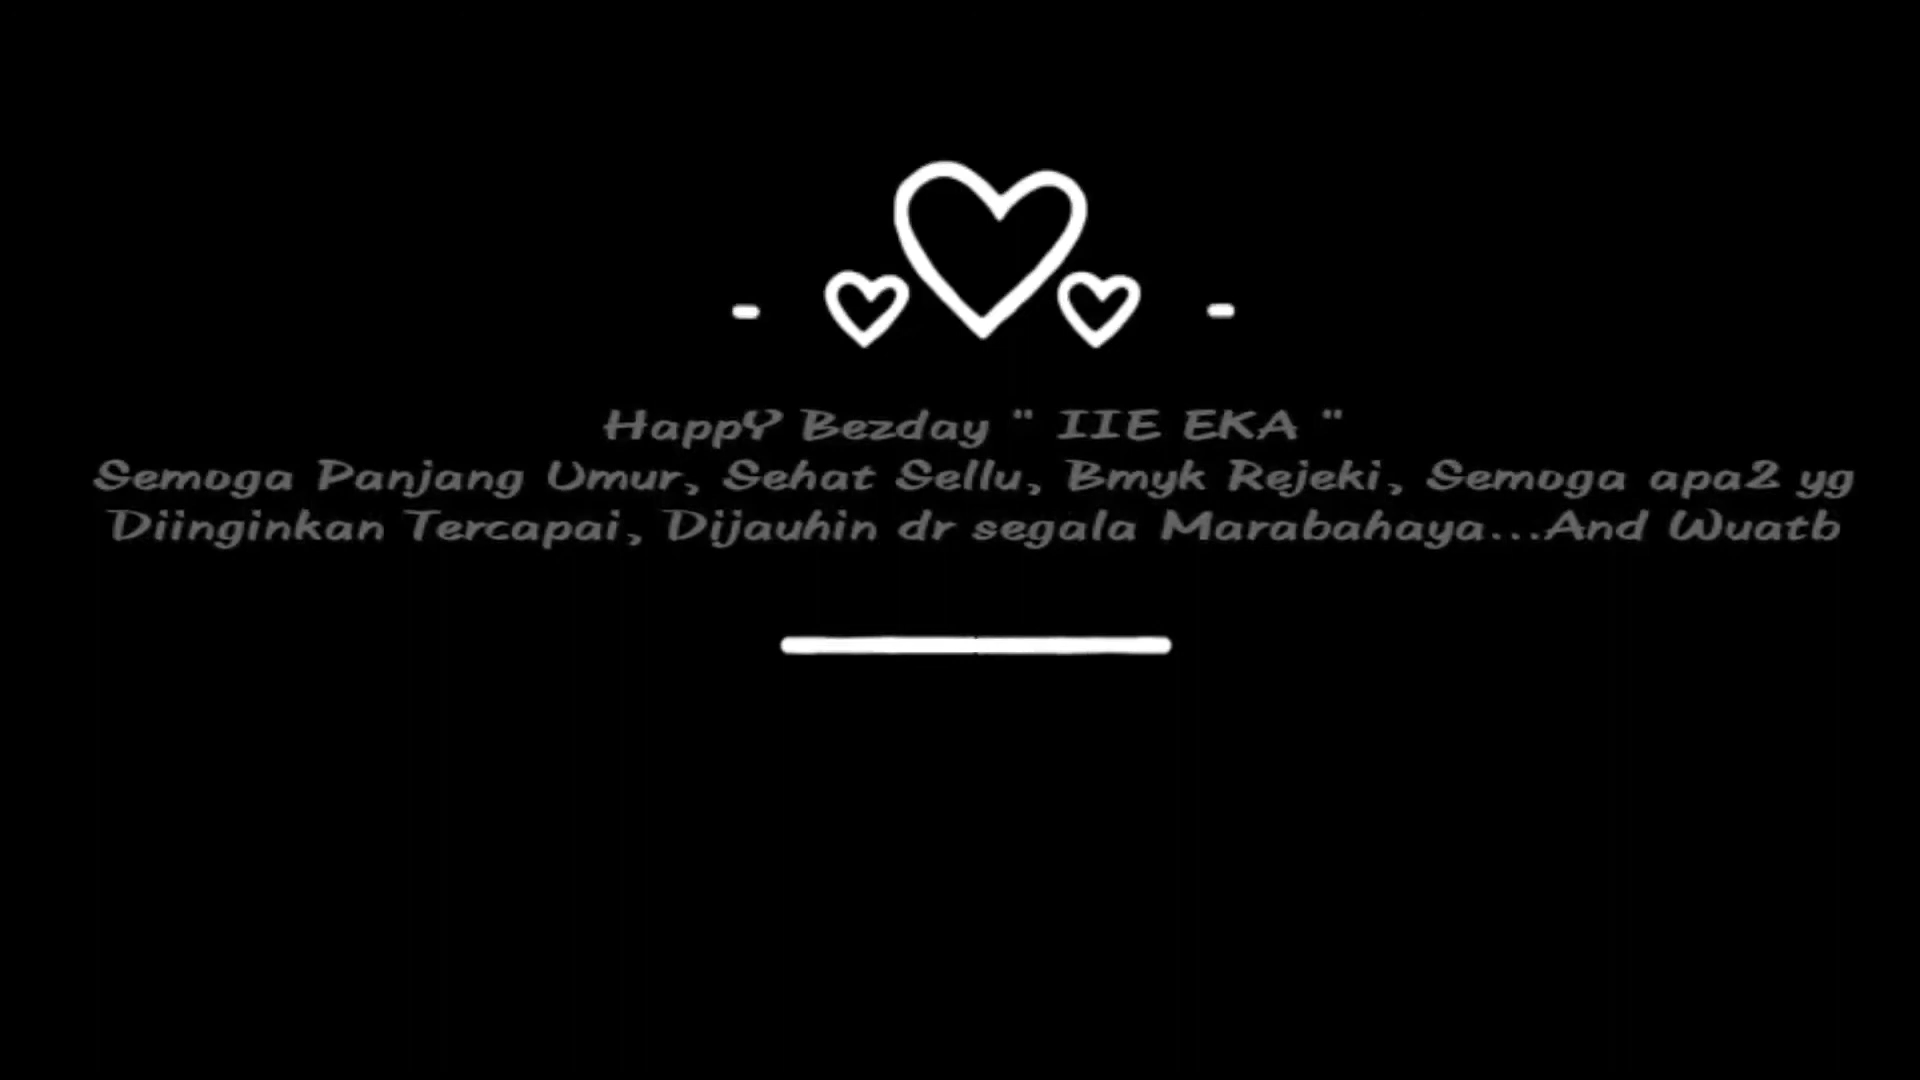 HappY Bezday " IIE EKA "
Semoga Panjang Umur, Sehat Sellu, Bmyk Rejeki, Semoga apa2 yg
Diinginkan Tercapai, Dijauhin dr segala Marabahaya...And Wuatb